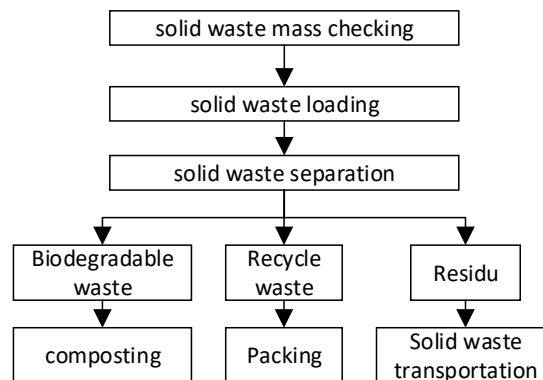 solid waste mass checking
solid waste loading
solid waste separation
Biodegradable
waste
Recycle
waste
Residu
composting
Packing
Solid waste
transportation